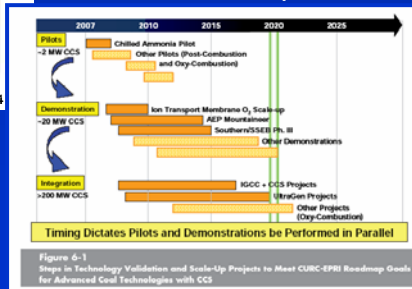 2007 2010 2015 2020 2025
Pilots
~2 MW CCS
Chilled Ammonia Pilot
Other Pilots (Post-Combustion
and Oxy-Combustion)
4
Demonstration
~20 MW CCS
Ion Transport Membrane O₂ Scale-up
AEP Mountaineer
Southern/SSEB Ph. III
Other Demonstrations
Integration
>200 MW CCS
IGCC + CCS Projects
UltraGen Projects
Other Projects
(Oxy-Combustion)
Timing Dictates Pilots and Demonstrations be Performed in Parallel
Figure 6-1
Steps in Technology Validation and Scale-Up Projects to Meet CURC-EPRI Roadmap Goals
for Advanced Coal Technologies with CCS